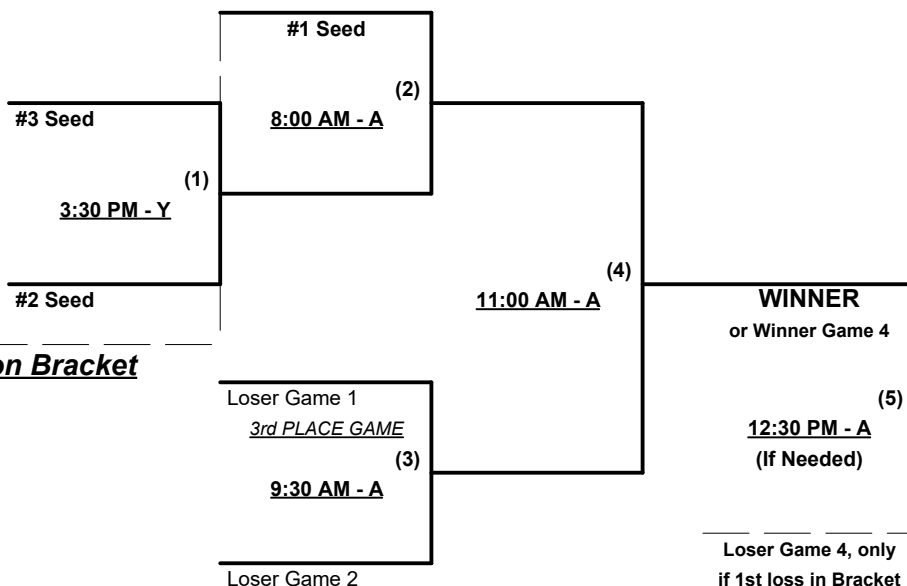 #1 Seed
(2)
8:00 AM - A
#3 Seed
(1)
3:30 PM - Y
#2 Seed
(4)
11:00 AM - A
WINNER
or Winner Game 4
on Bracket
Loser Game 1
3rd PLACE GAME
(3)
9:30 AM - A
Loser Game 2
(5)
12:30 PM - A
(If Needed)
Loser Game 4, only
if 1st loss in Bracket